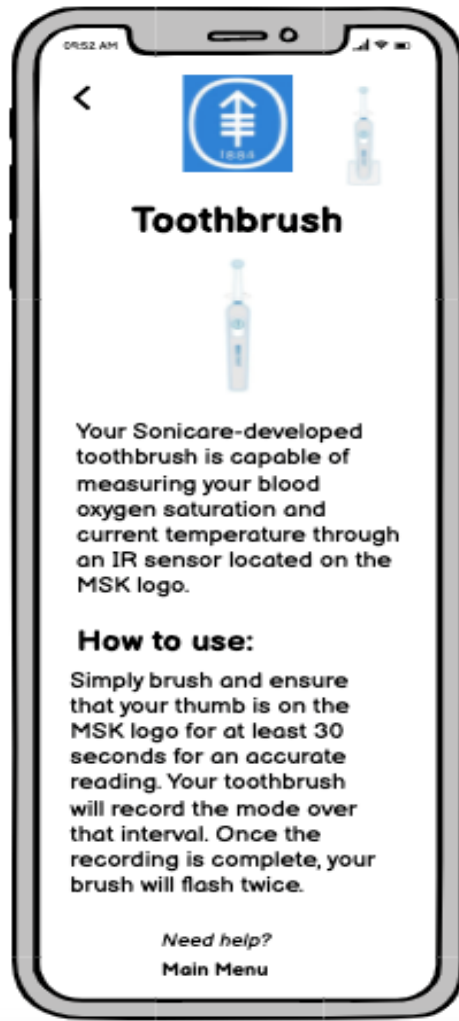 09:52 AM
1884
Toothbrush
Your Sonicare-developed
toothbrush is capable of
measuring your blood
oxygen saturation and
current temperature through
an IR sensor located on the
MSK logo.
How to use:
Simply brush and ensure
that your thumb is on the
MSK logo for at least 30
seconds for an accurate
reading. Your toothbrush
will record the mode over
that interval. Once the
recording is complete, your
brush will flash twice.
Need help?
Main Menu